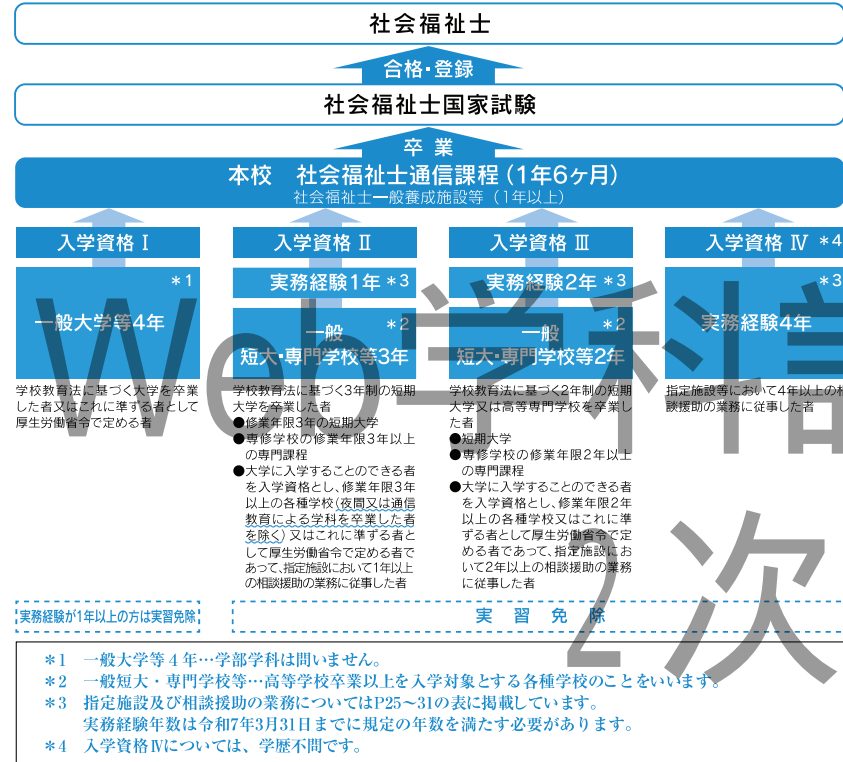 社会福祉士
合格・登録
社会福祉士国家試験
卒 業
本校 社会福祉士通信課程（1年6ヶ月）
社会福祉士一般養成施設等（1年以上）
入学資格 Ⅰ
＊1
一般大学等4年
学校教育法に基づく大学を卒業
した者又はこれに準ずる者として
厚生労働省令で定める者
入学資格 Ⅱ
実務経験1年 ＊3
一般 ＊2
短大・専門学校等3年
学校教育法に基づく3年制の短期
大学を卒業した者
●修業年限3年の短期大学
●専修学校の修業年限3年以上
の専門課程
●大学に入学することのできる者
を入学資格とし、修業年限3年
以上の各種学校（夜間又は通信
教育による学科を卒業した者
を除く）又はこれに準ずる者と
して厚生労働省令で定める者で
あって、指定施設において1年以上
の相談援助の業務に従事した者
入学資格 Ⅲ
実務経験2年 ＊3
一般 ＊2
短大・専門学校等2年
学校教育法に基づく2年制の短期
大学又は高等専門学校を卒業し
た者
●短期大学
●専修学校の修業年限2年以上
の専門課程
●大学に入学することのできる者
を入学資格とし、修業年限2年
以上の各種学校又はこれに準
ずる者として厚生労働省令で定
める者であって、指定施設にお
いて2年以上の相談援助の業務
に従事した者
入学資格 Ⅳ ＊4
＊3
実務経験4年
指定施設等において4年以上の相
談援助の業務に従事した者
実務経験が1年以上の方は実習免除
実 習 免 除
＊1 一般大学等４年…学部学科は問いません。
＊2 一般短大・専門学校等…高等学校卒業以上を入学対象とする各種学校のことをいいます。
＊3 指定施設及び相談援助の業務についてはP25～31の表に掲載しています。
実務経験年数は令和7年3月31日までに規定の年数を満たす必要があります。
＊4 入学資格Ⅳについては、学歴不問です。
Web学科
2次